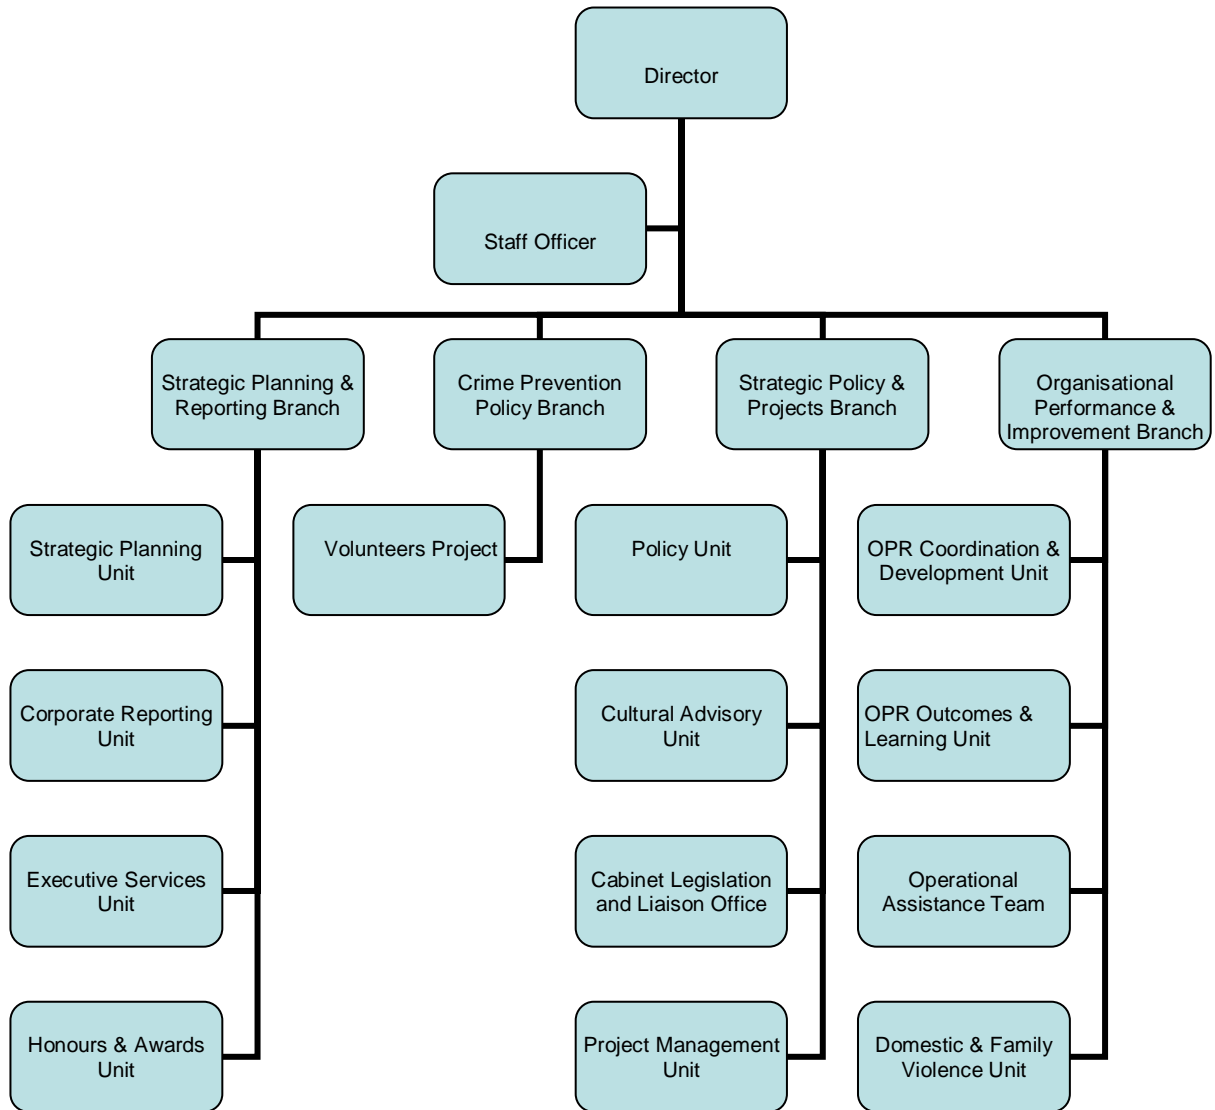 Director
Staff Officer
Strategic Planning &
Reporting Branch
Crime Prevention
Policy Branch
Strategic Policy &
Projects Branch
Organisational
Performance &
Improvement Branch
Strategic Planning
Unit
Volunteers Project
Policy Unit
OPR Coordination &
Development Unit
Corporate Reporting
Unit
Cultural Advisory
Unit
OPR Outcomes &
Learning Unit
Executive Services
Unit
Cabinet Legislation
and Liaison Office
Operational
Assistance Team
Honours & Awards
Unit
Project Management
Unit
Domestic & Family
Violence Unit